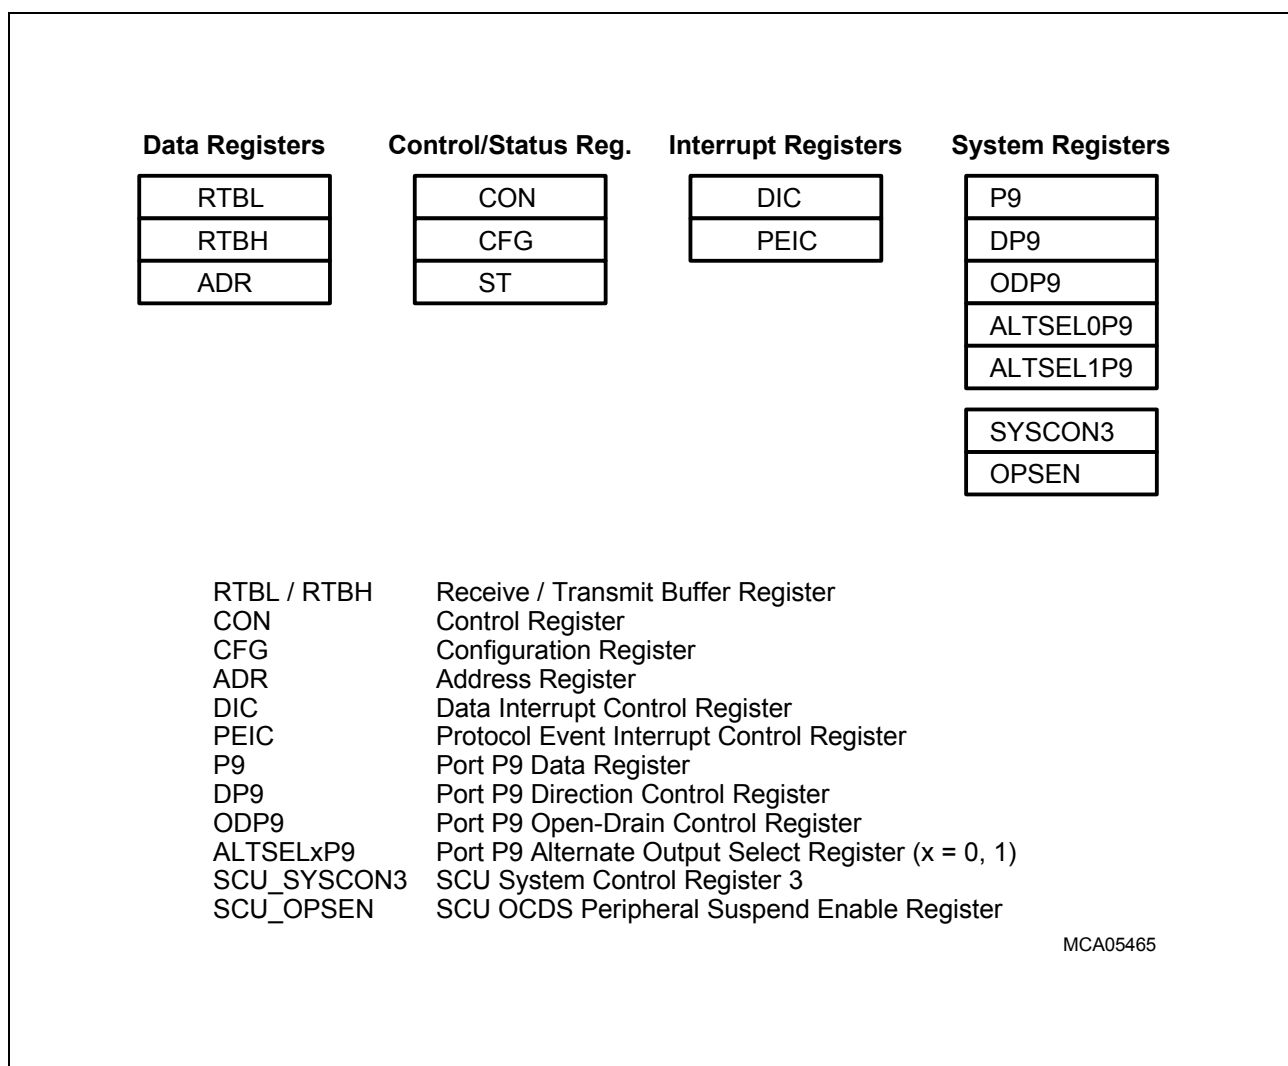 Data Registers Control/Status Reg. Interrupt Registers System Registers
RTBL CON DIC P9
RTBH CFG PEIC DP9
ADR ST ODP9
ALTSEL0P9
ALTSEL1P9
SYSCON3
OPSEN
RTBL / RTBH Receive / Transmit Buffer Register
CON Control Register
CFG Configuration Register
ADR Address Register
DIC Data Interrupt Control Register
PEIC Protocol Event Interrupt Control Register
P9 Port P9 Data Register
DP9 Port P9 Direction Control Register
ODP9 Port P9 Open-Drain Control Register
ALTSELxP9 Port P9 Alternate Output Select Register (x = 0, 1)
SCU_SYSCON3 SCU System Control Register 3
SCU_OPSEN SCU OCDS Peripheral Suspend Enable Register
MCA05465